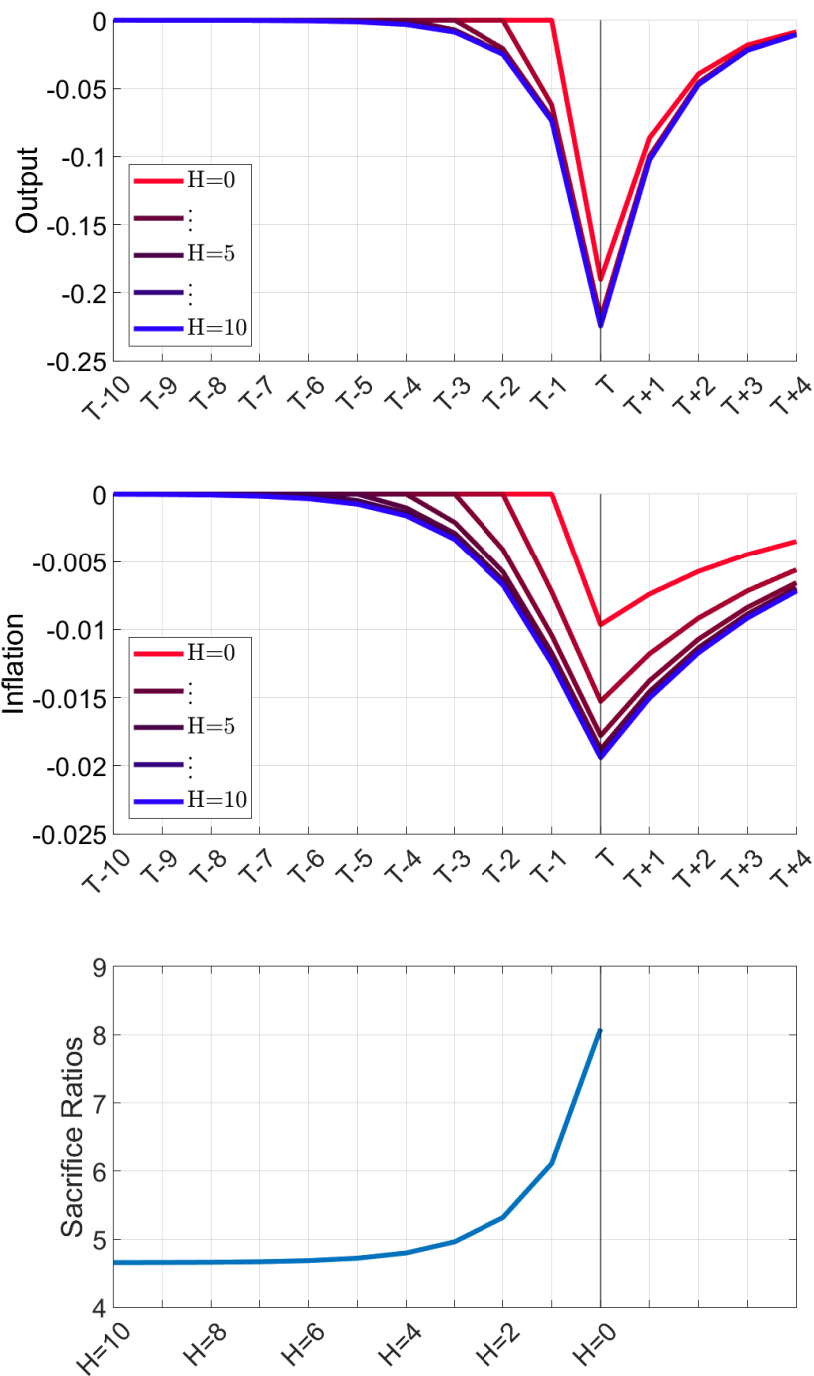 0
-0.05
-0.1
-0.15
-0.2
-0.25
Output
H=0
⋮
H=5
⋮
H=10
T-10 T-9 T-8 T-7 T-6 T-5 T-4 T-3 T-2 T-1 T T+1 T+2 T+3 T+4
0
-0.005
-0.01
-0.015
-0.02
-0.025
Inflation
H=0
⋮
H=5
⋮
H=10
T-10 T-9 T-8 T-7 T-6 T-5 T-4 T-3 T-2 T-1 T T+1 T+2 T+3 T+4
9
8
7
6
5
4
Sacrifice Ratios
H=10 H=8 H=6 H=4 H=2 H=0